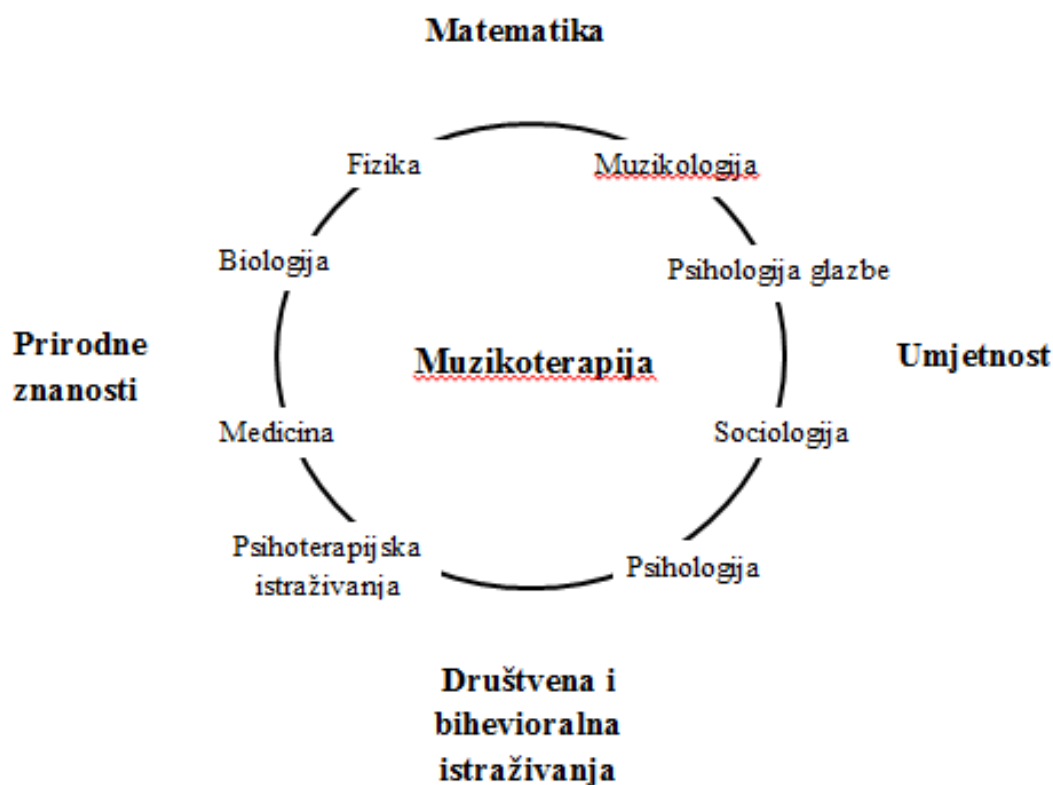 Matematika
Fizika
Muzikologija
Biologija
Psihologija glazbe
Prirodne
znanosti
Muzikoterapija
Umjetnost
Medicina
Sociologija
Psihoterapijska
istraživanja
Psihologija
Društvena i
bihevioralna
istraživanja